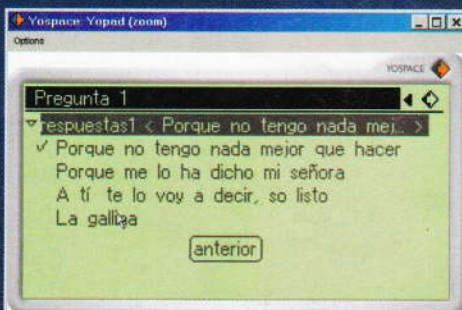 Yospace Yopad (zoom)
Options
YOSPACE
Pregunta 1
respuestas1 < Porque no tengo nada mej.. >
Porque no tengo nada mejor que hacer
Porque me lo ha dicho mi señora
A tí te lo voy a decir, so listo
La gallina
anterior